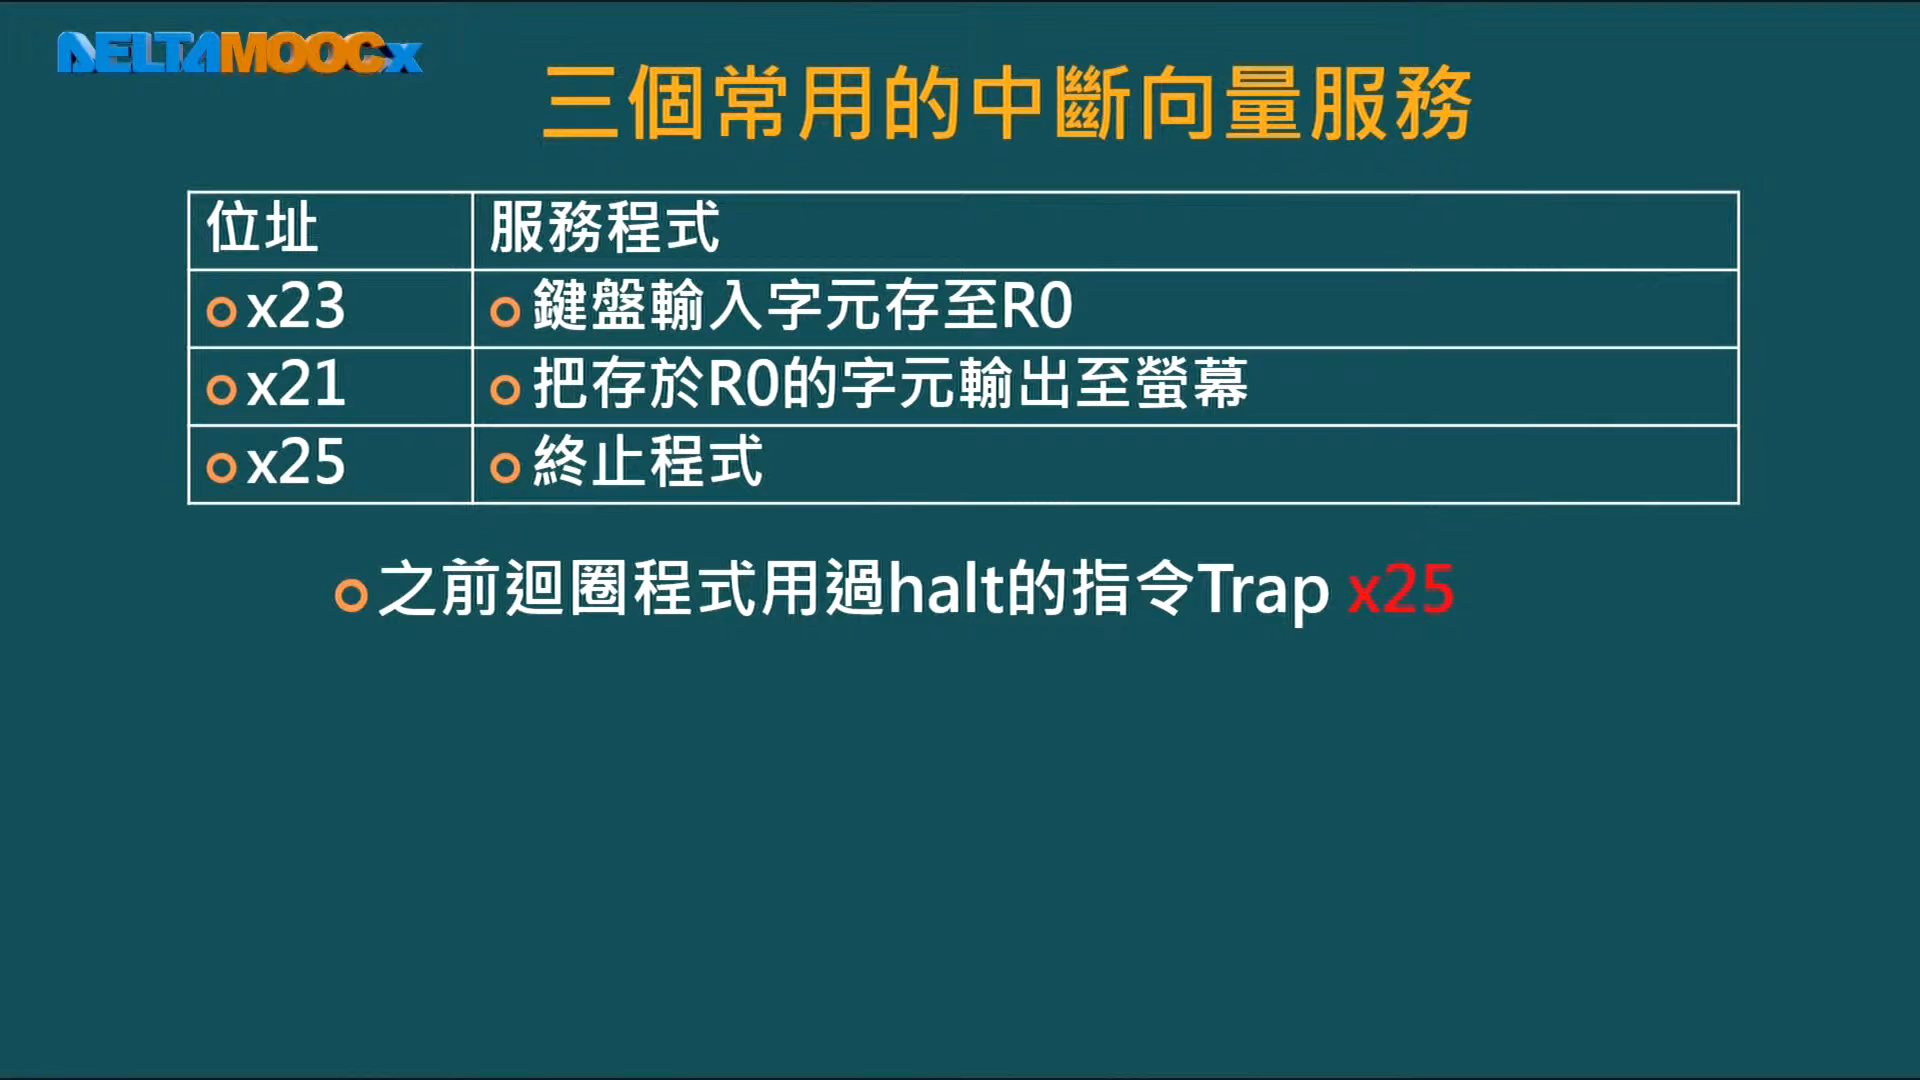 DELTAMOOCx
三個常用的中斷向量服務
位址 服務程式
x23 鍵盤輸入字元存至R0
x21 把存於R0的字元輸出至螢幕
x25 終止程式
之前迴圈程式用過halt的指令Trap x25